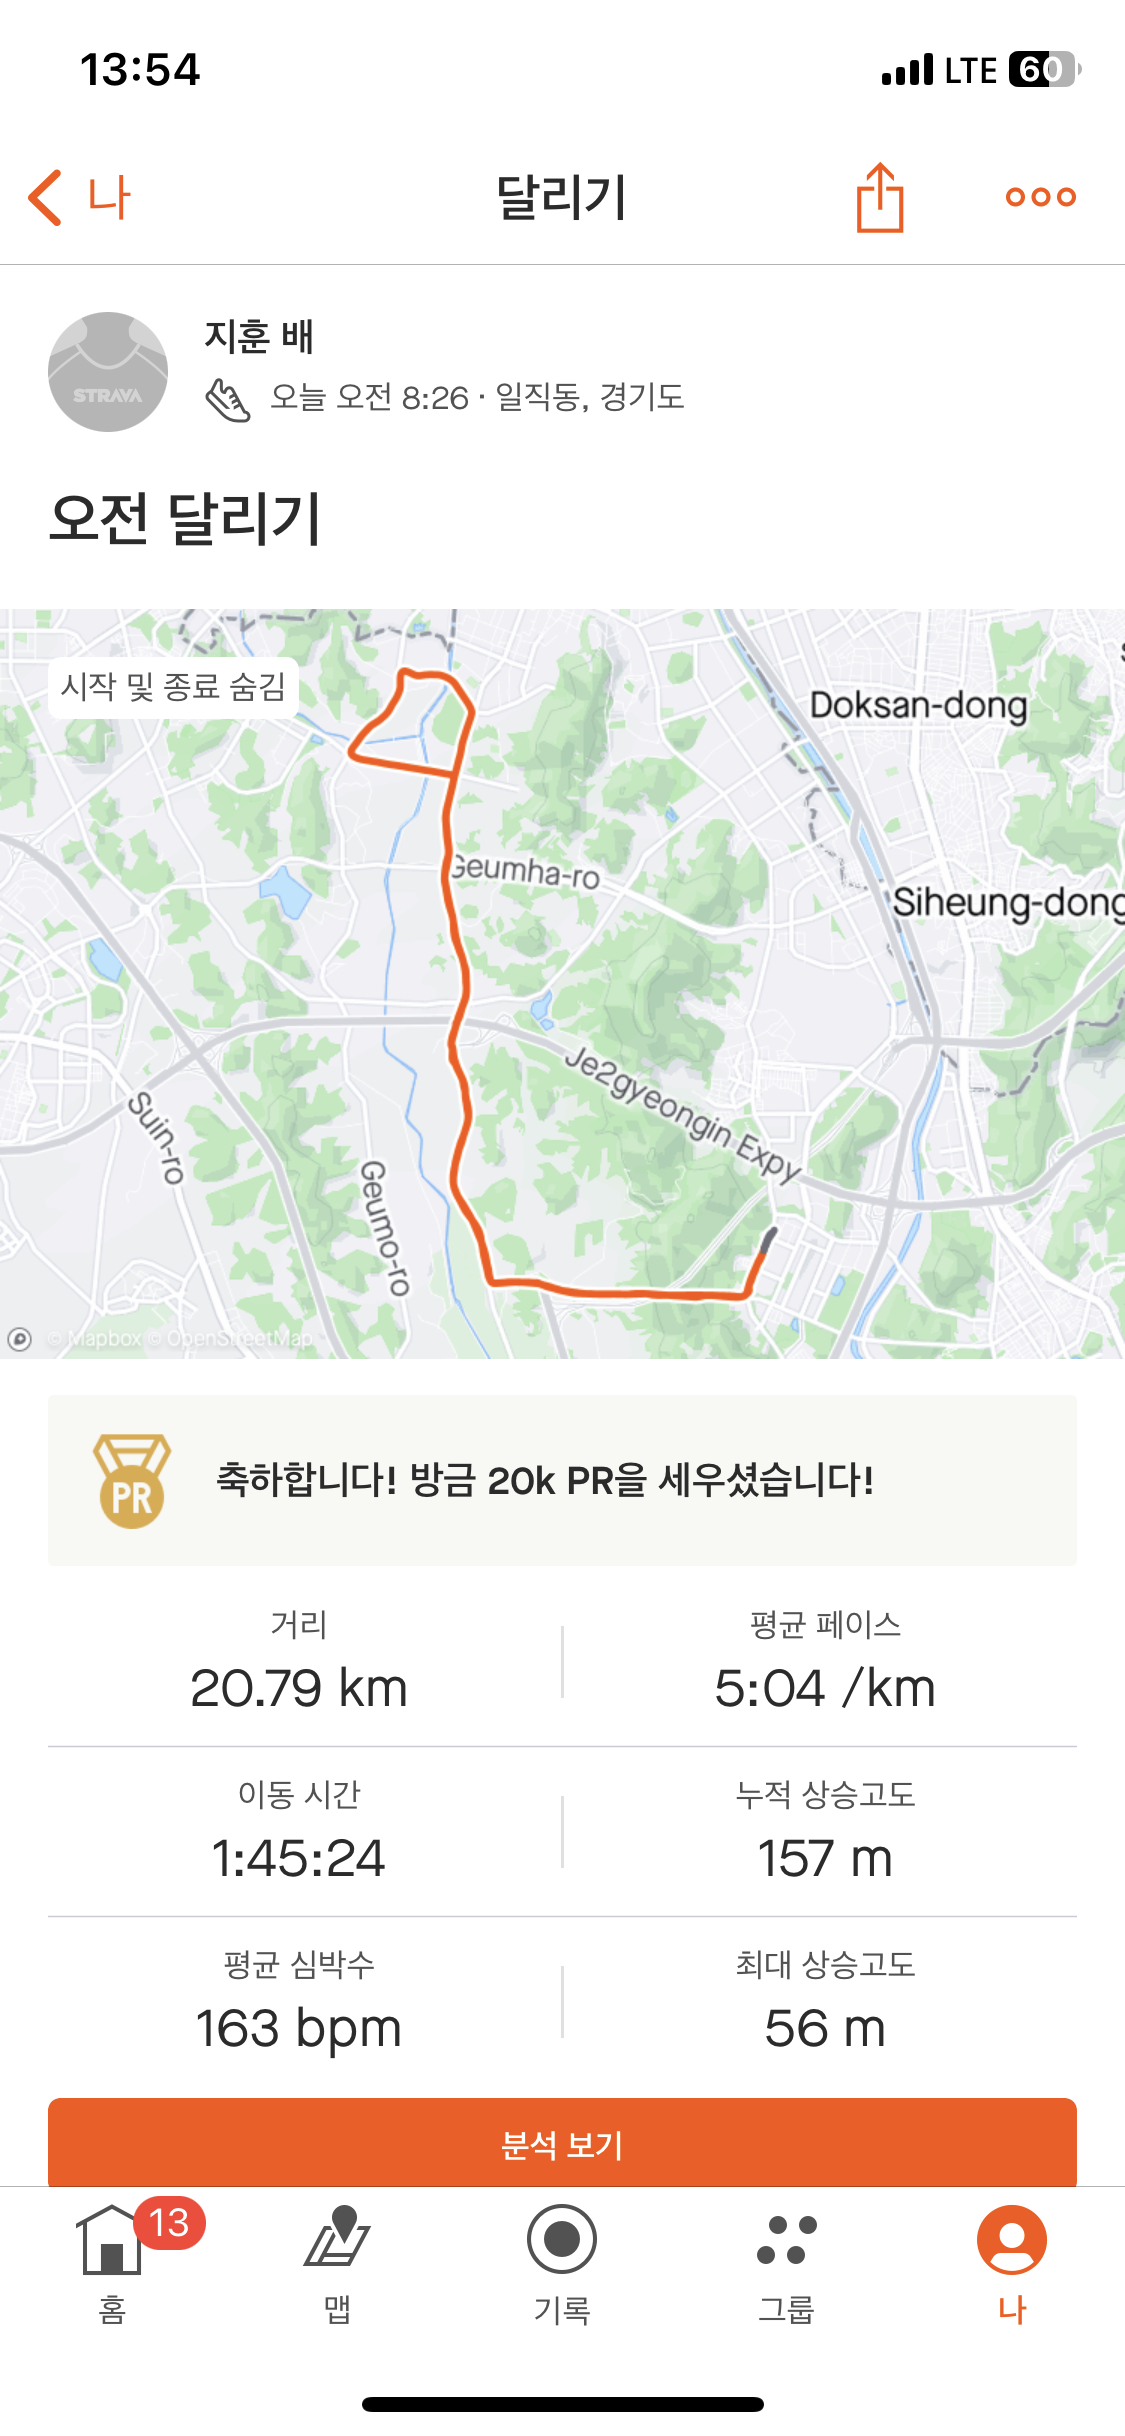 13:54
LTE 60
나
달리기
지훈 배
STRAVA
오늘 오전 8:26 · 일직동, 경기도
오전 달리기
시작 및 종료 숨김
Doksan-dong
Geumha-ro
Siheung-dong
Je2gyeongin Expy
Suin-ro
Geumo-ro
© Mapbox © OpenStreetMap
PR
축하합니다! 방금 20k PR을 세우셨습니다!
거리
평균 페이스
20.79 km
5:04 /km
이동 시간
누적 상승고도
1:45:24
157 m
평균 심박수
최대 상승고도
163 bpm
56 m
분석 보기
13
홈
맵
기록
그룹
나